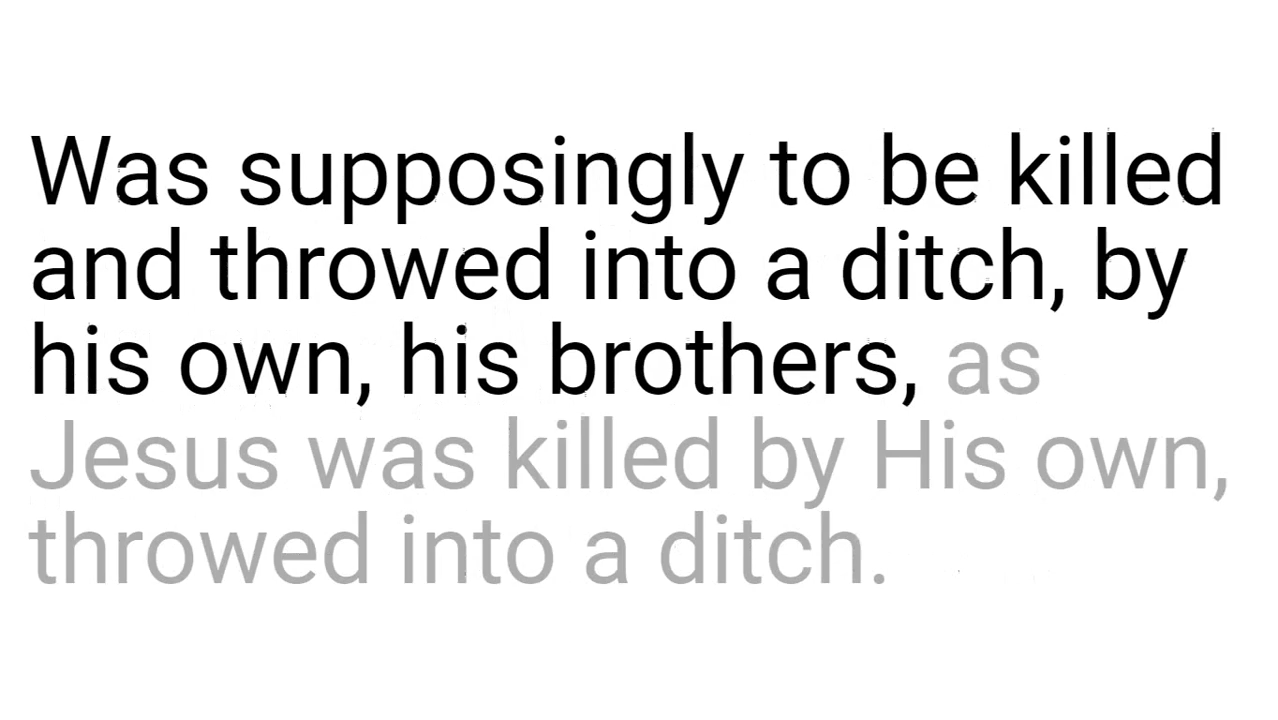 Was supposingly to be killed
and throwed into a ditch, by
his own, his brothers, as
Jesus was killed by His own,
throwed into a ditch.